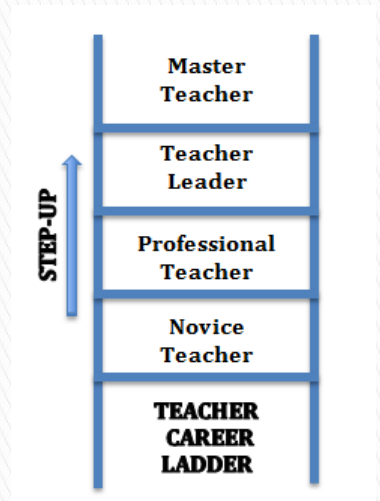 Master
Teacher
Teacher
Leader
STEP-UP
Professional
Teacher
Novice
Teacher
TEACHER
CAREER
LADDER